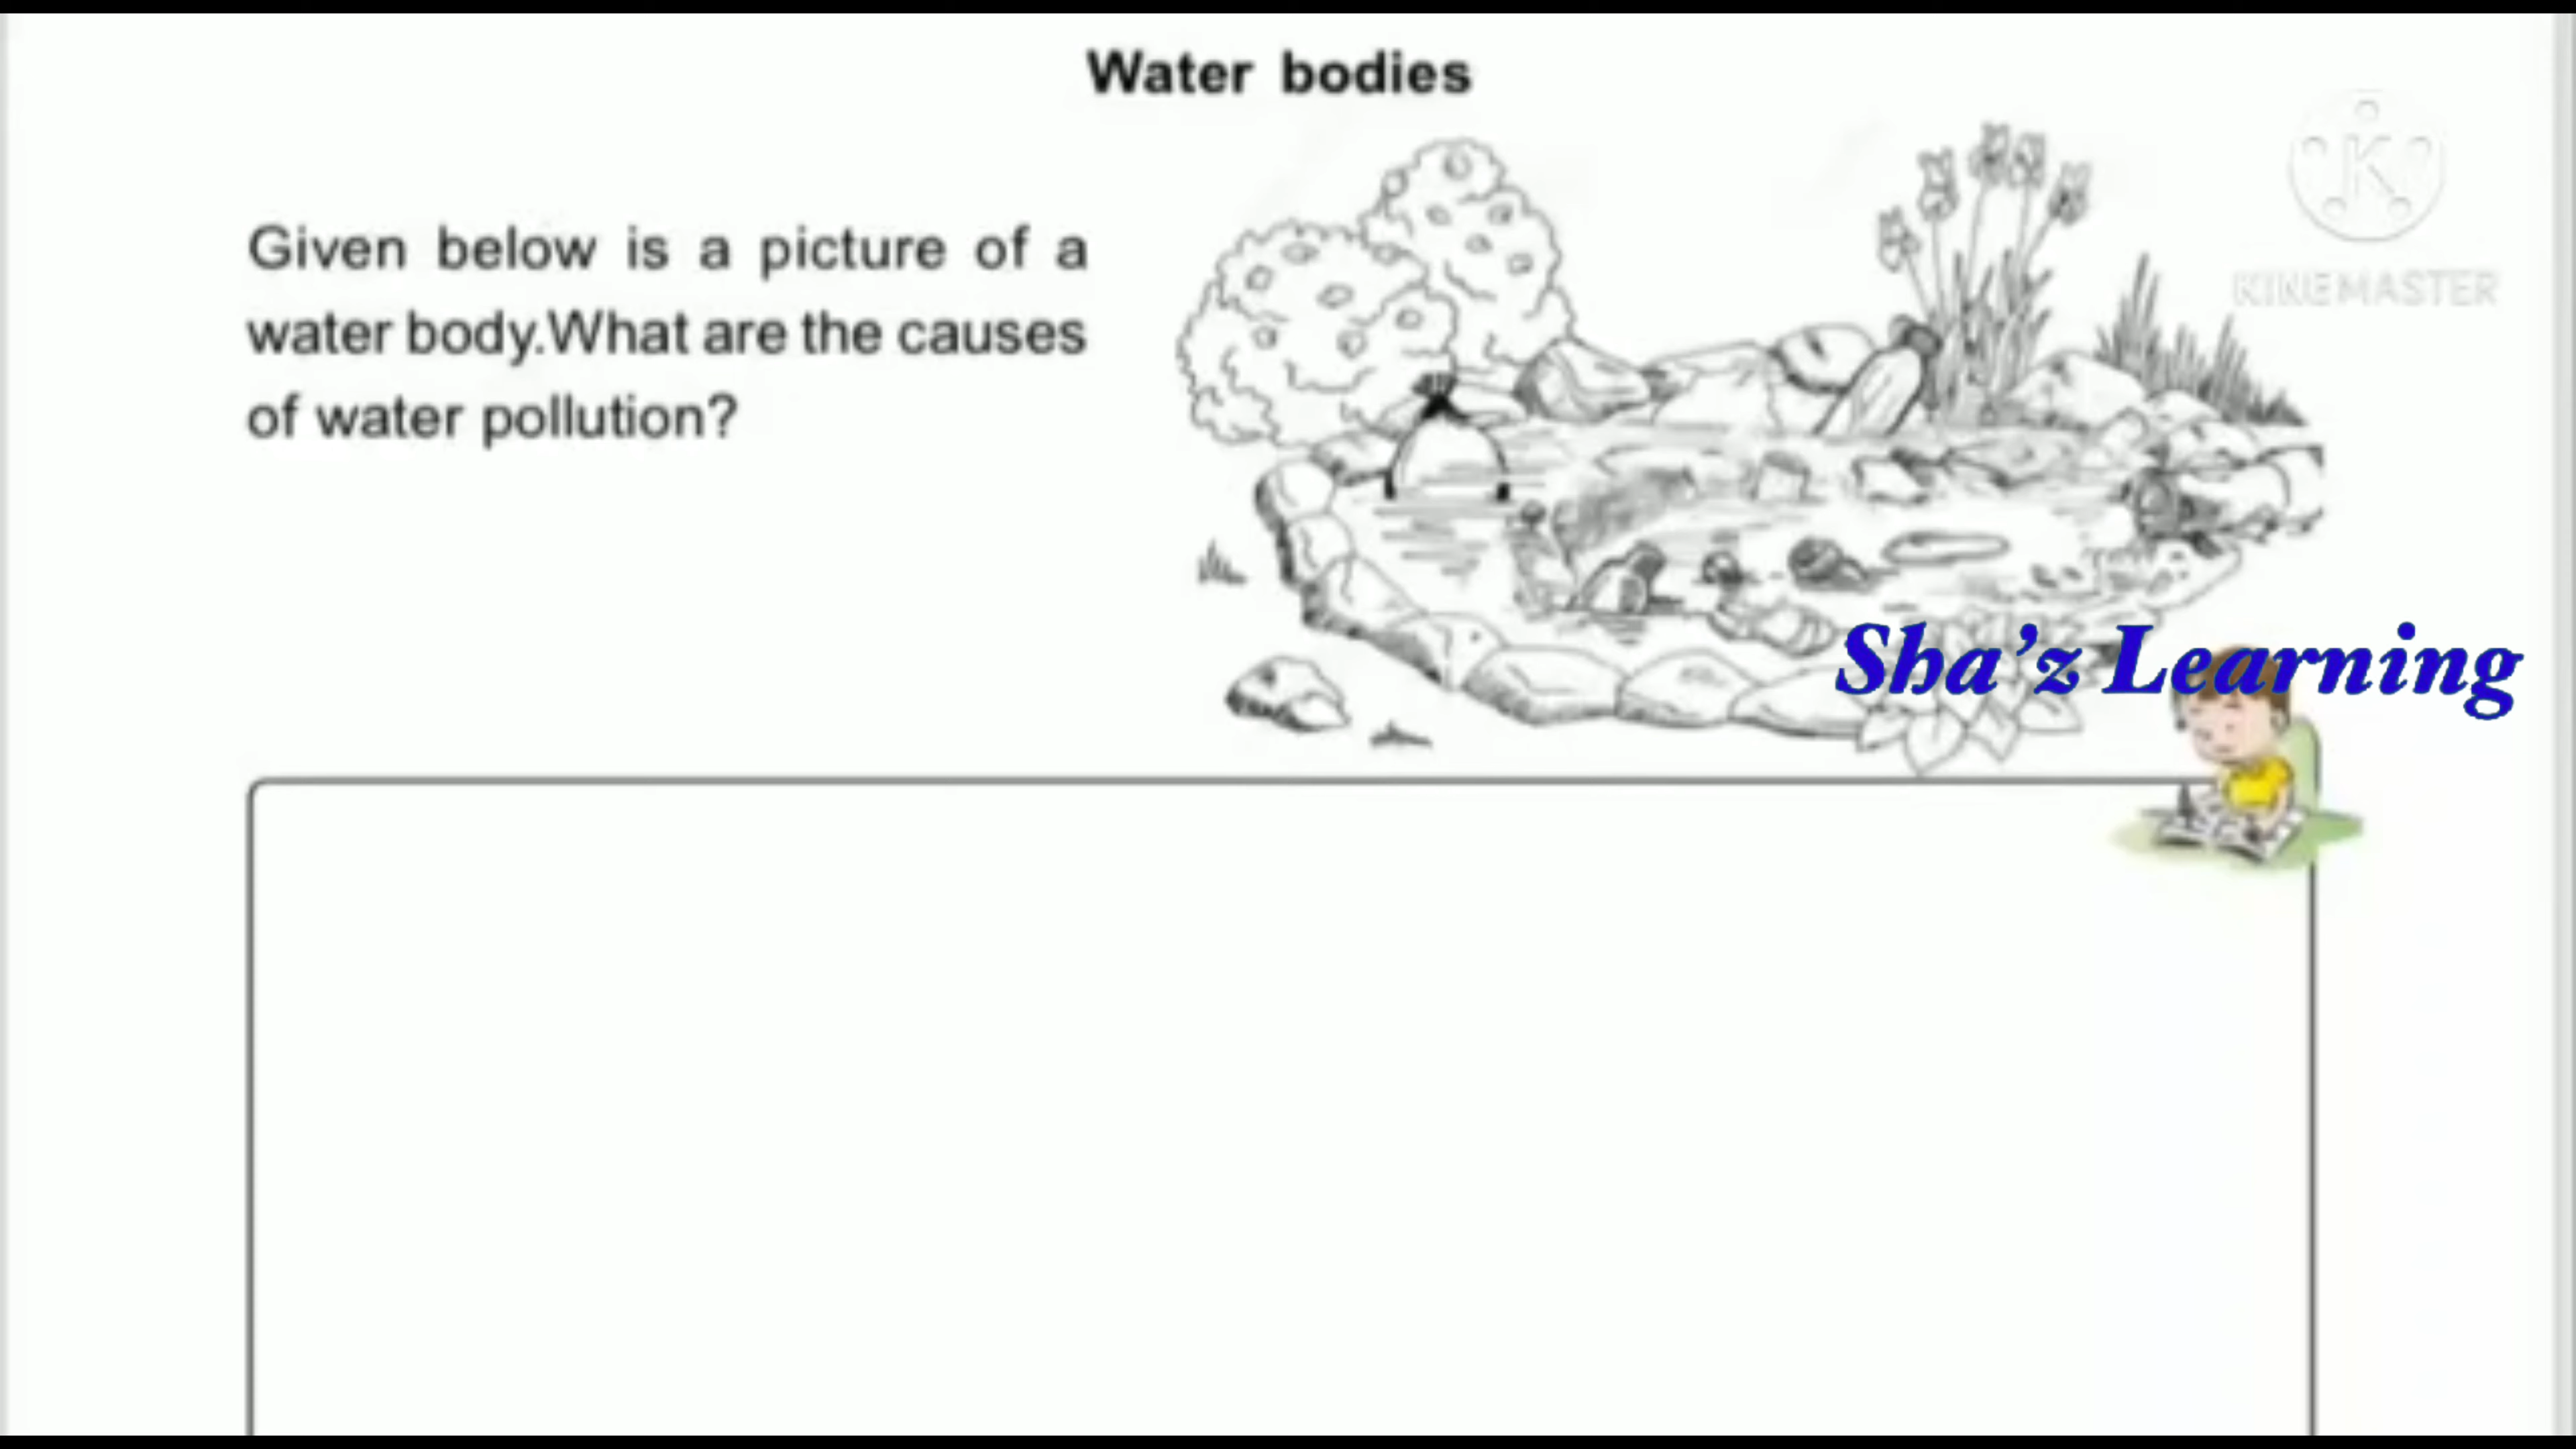 Water bodies
Given below is a picture of a
water body.What are the causes
of water pollution?
KINEMASTER
Sha'z Learning